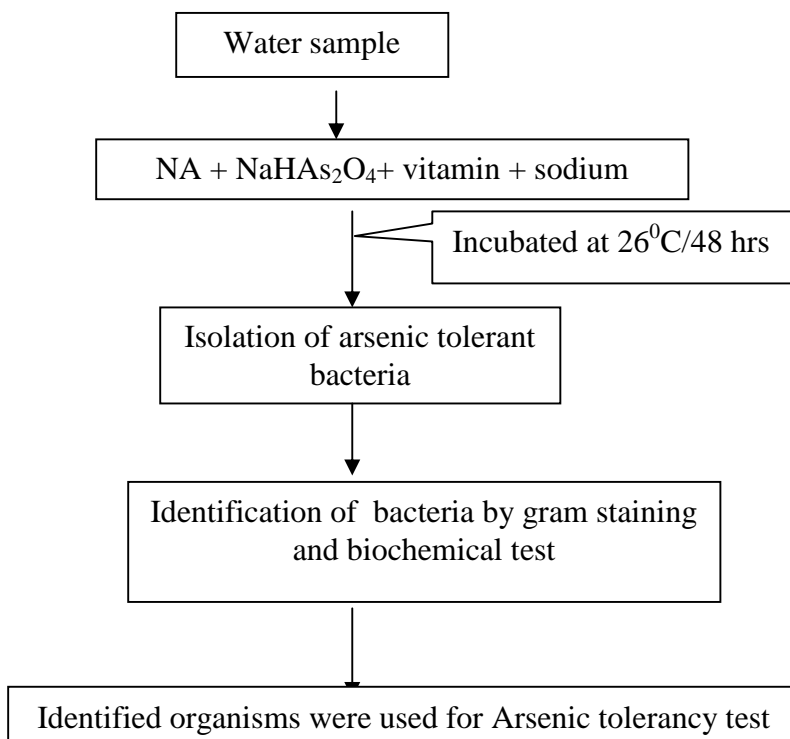 Water sample
NA + NaHAs₂O₄+ vitamin + sodium
Incubated at 26⁰C/48 hrs
Isolation of arsenic tolerant
bacteria
Identification of bacteria by gram staining
and biochemical test
Identified organisms were used for Arsenic tolerancy test